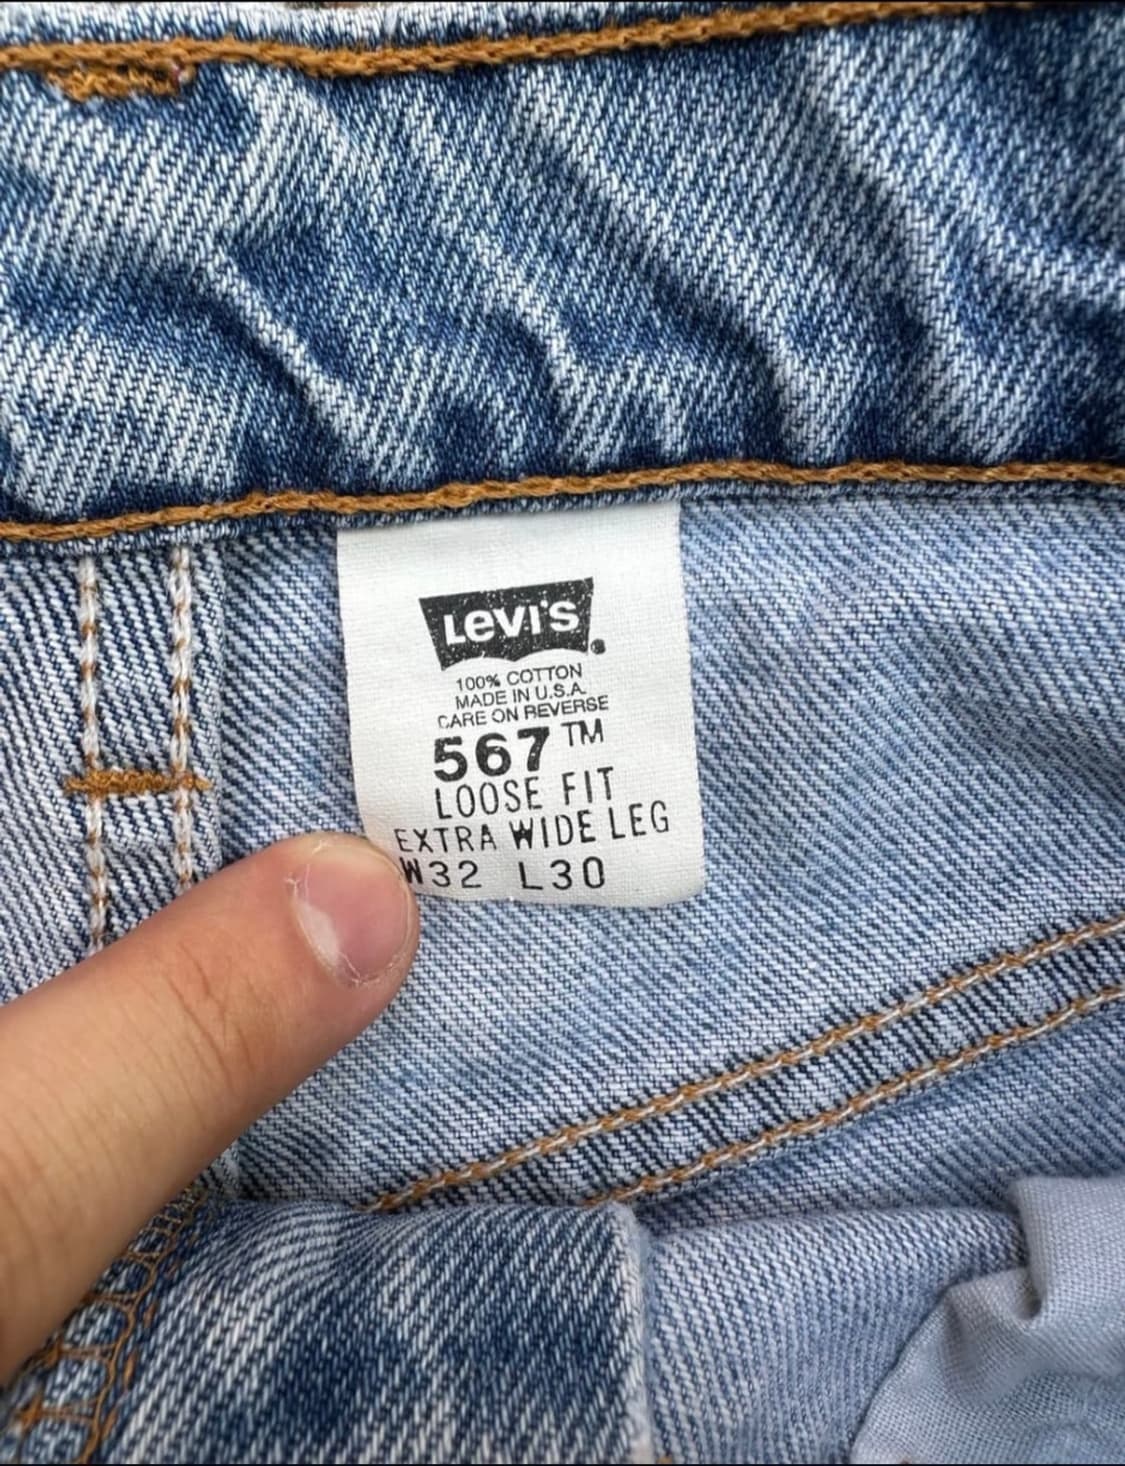 Levi's
100% COTTON
MADE IN U.S.A.
CARE ON REVERSE
567™
LOOSE FIT
EXTRA WIDE LEG
W32 L30